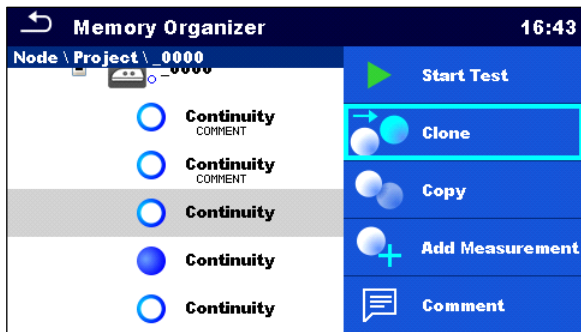 Memory Organizer
16:43
Node \ Project \ _0000
_0000
Start Test
Continuity
COMMENT
Clone
Continuity
COMMENT
Copy
Continuity
Continuity
Add Measurement
Continuity
Comment